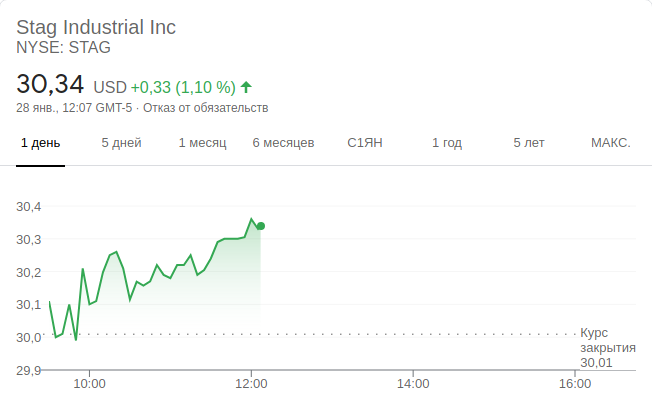 Stag Industrial Inc
NYSE: STAG
30,34 USD +0,33 (1,10 %)
28 янв., 12:07 GMT-5 · Отказ от обязательств
1 день 5 дней 1 месяц 6 месяцев С1ЯН 1 год 5 лет МАКС.
30,4
30,3
30,2
30,1
30,0
Курс
закрытия
30,01
29,9
10:00 12:00 14:00 16:00